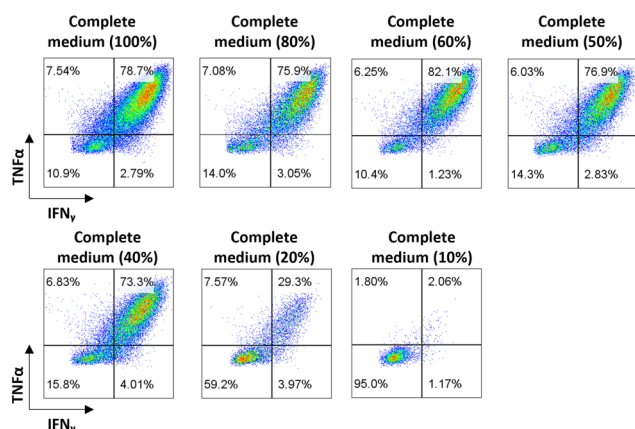 Complete medium (100%)
Complete medium (80%)
Complete medium (60%)
Complete medium (50%)
7.54% 78.7%
7.08% 75.9%
6.25% 82.1%
6.03% 76.9%
TNFα
10.9% 2.79%
14.0% 3.05%
10.4% 1.23%
14.3% 2.83%
IFNγ
Complete medium (40%)
Complete medium (20%)
Complete medium (10%)
6.83% 73.3%
7.57% 29.3%
1.80% 2.06%
TNFα
15.8% 4.01%
59.2% 3.97%
95.0% 1.17%
IFNγ